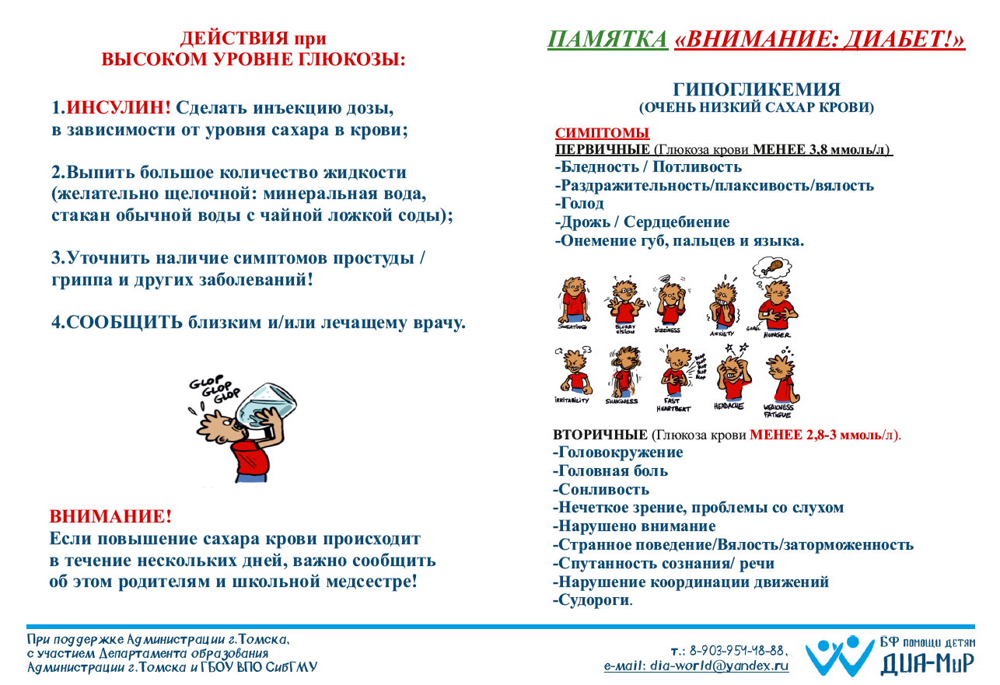 ДЕЙСТВИЯ при
ВЫСОКОМ УРОВНЕ ГЛЮКОЗЫ:
1.ИНСУЛИН! Сделать инъекцию дозы,
в зависимости от уровня сахара в крови;
2.Выпить большое количество жидкости
(желательно щелочной: минеральная вода,
стакан обычной воды с чайной ложкой соды);
3.Уточнить наличие симптомов простуды /
гриппа и других заболеваний!
4.СООБЩИТЬ близким и/или лечащему врачу.
GLOP
GLOP
GLOP
ВНИМАНИЕ!
Если повышение сахара крови происходит
в течение нескольких дней, важно сообщить
об этом родителям и школьной медсестре!
ПАМЯТКА «ВНИМАНИЕ: ДИАБЕТ!»
ГИПОГЛИКЕМИЯ
(ОЧЕНЬ НИЗКИЙ САХАР КРОВИ)
СИМПТОМЫ
ПЕРВИЧНЫЕ (Глюкоза крови МЕНЕЕ 3,8 ммоль/л)
-Бледность / Потливость
-Раздражительность/плаксивость/вялость
-Голод
-Дрожь / Сердцебиение
-Онемение губ, пальцев и языка.
SWEATING
BLURRY
VISION
DIZZINESS
ANXIETY
HUNGER
IRRITABILITY
SHAKINESS
FAST
HEARTBEAT
HEADACHE
WEAKNESS
FATIGUE
ВТОРИЧНЫЕ (Глюкоза крови МЕНЕЕ 2,8-3 ммоль/л).
-Головокружение
-Головная боль
-Сонливость
-Нечеткое зрение, проблемы со слухом
-Нарушено внимание
-Странное поведение/Вялость/заторможенность
-Спутанность сознания/ речи
-Нарушение координации движений
-Судороги.
При поддержке Администрации г.Томска,
с участием Департамента образования
Администрации г.Томска и ГБОУ ВПО СибГМУ
т.: 8-903-954-48-88,
e-mail: dia-world@yandex.ru
БФ ПОМОЩИ ДЕТЯМ
ДИА-МиР